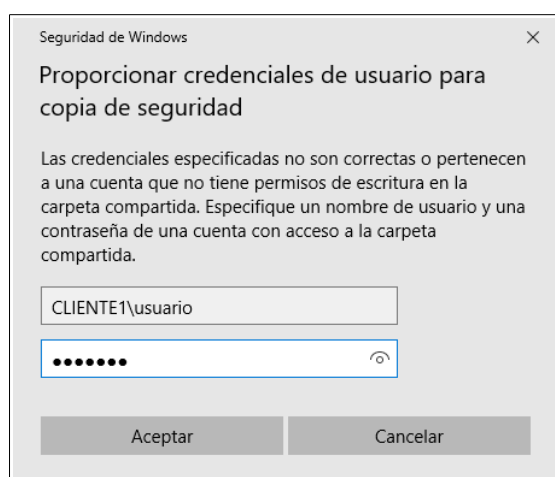 Seguridad de Windows
Proporcionar credenciales de usuario para
copia de seguridad
Las credenciales especificadas no son correctas o pertenecen
a una cuenta que no tiene permisos de escritura en la
carpeta compartida. Especifique un nombre de usuario y una
contraseña de una cuenta con acceso a la carpeta
compartida.
CLIENTE1\usuario
●●●●●●●
Aceptar
Cancelar